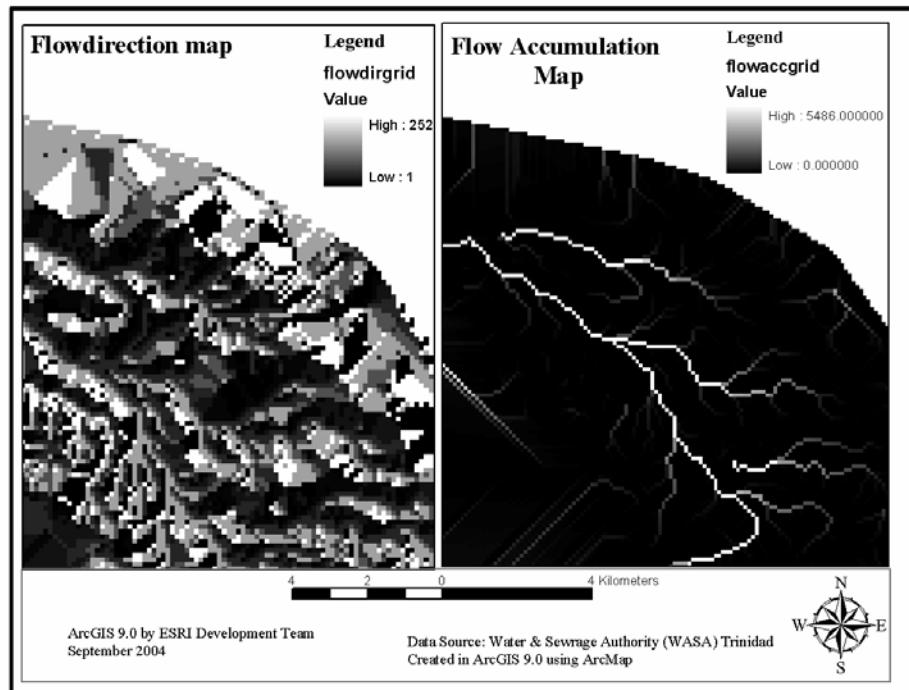 Flowdirection map
Legend
flowdirgrid
Value
High : 252
Low : 1
Flow Accumulation
Map
Legend
flowaccgrid
Value
High : 5486.000000
Low : 0.000000
4 2 0 4 Kilometers
ArcGIS 9.0 by ESRI Development Team
September 2004
Data Source: Water & Sewrage Authority (WASA) Trinidad
Created in ArcGIS 9.0 using ArcMap
N
W E
S